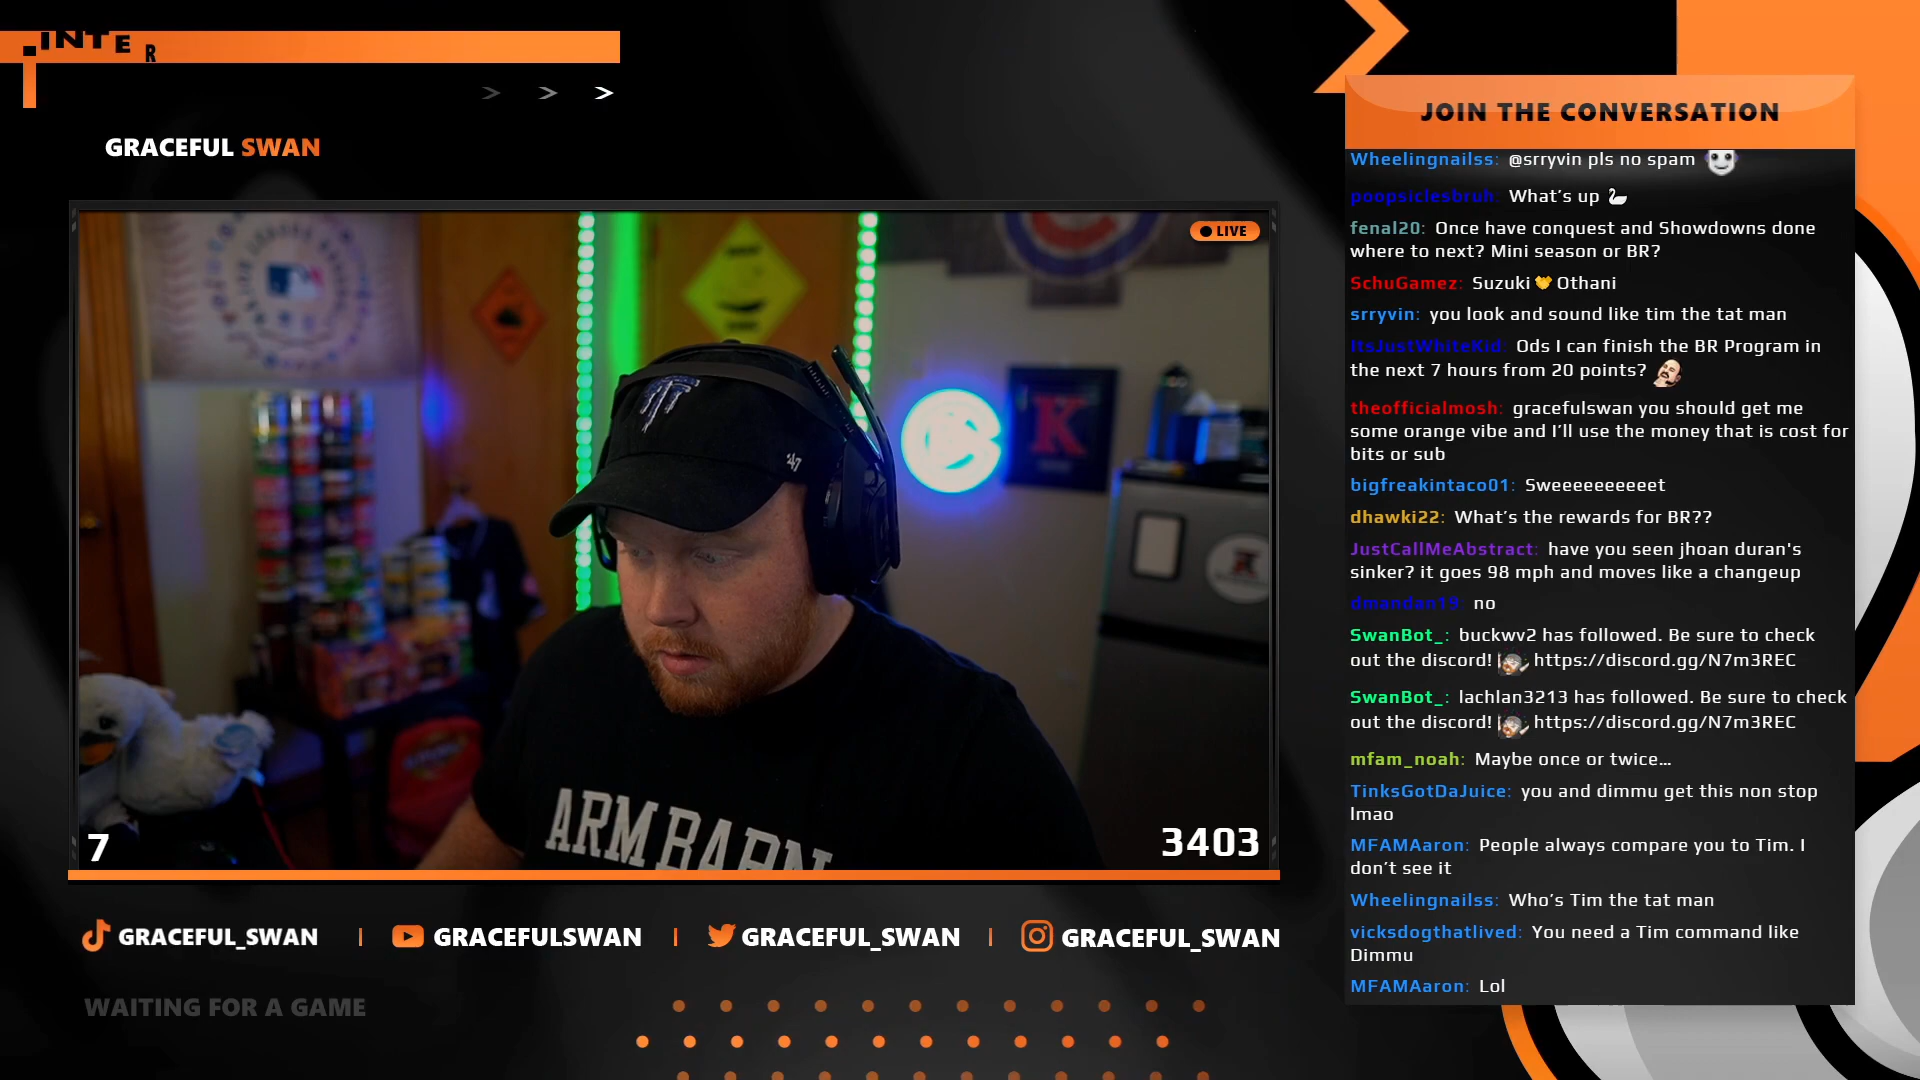 INTER
GRACEFUL SWAN
LIVE
'47
K
ARM BARN
7
3403
GRACEFUL_SWAN
GRACEFULSWAN
GRACEFUL_SWAN
GRACEFUL_SWAN
WAITING FOR A GAME
JOIN THE CONVERSATION
Wheelingnailss: @srryvin pls no spam
poopsiclesbruh: What's up
fenal20: Once have conquest and Showdowns done
where to next? Mini season or BR?
SchuGamez: Suzuki Othani
srryvin: you look and sound like tim the tat man
ItsJustWhiteKid: Ods I can finish the BR Program in
the next 7 hours from 20 points?
theofficialmosh: gracefulswan you should get me
some orange vibe and I'll use the money that is cost for
bits or sub
bigfreakintaco01: Sweeeeeeeeeet
dhawki22: What's the rewards for BR??
JustCallMeAbstract: have you seen jhoan duran's
sinker? it goes 98 mph and moves like a changeup
dmandan19: no
SwanBot_: buckwv2 has followed. Be sure to check
out the discord! https://discord.gg/N7m3REC
SwanBot_: lachlan3213 has followed. Be sure to check
out the discord! https://discord.gg/N7m3REC
mfam_noah: Maybe once or twice...
TinksGotDaJuice: you and dimmu get this non stop
lmao
MFAMAaron: People always compare you to Tim. I
don't see it
Wheelingnailss: Who's Tim the tat man
vicksdogthatlived: You need a Tim command like
Dimmu
MFAMAaron: Lol